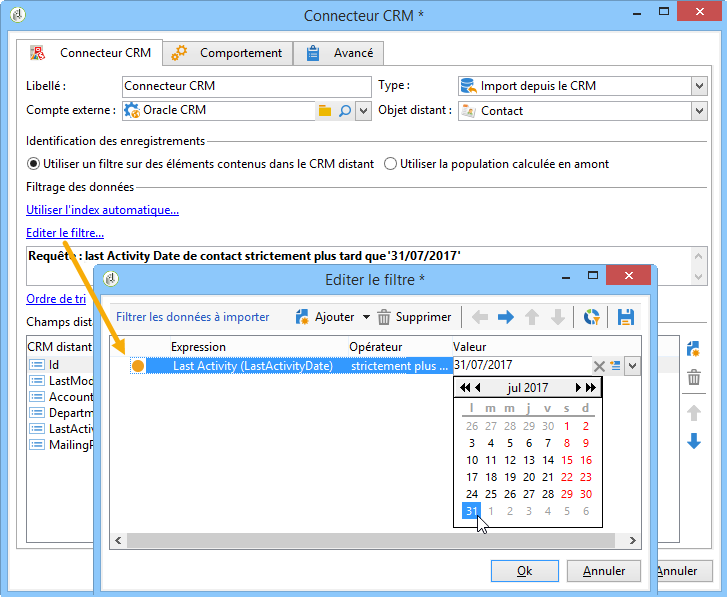 Connecteur CRM *
Connecteur CRM Comportement Avancé
Libellé : Connecteur CRM Type : Import depuis le CRM
Compte externe : Oracle CRM Objet distant : Contact
Identification des enregistrements
Utiliser un filtre sur des éléments contenus dans le CRM distant Utiliser la population calculée en amont
Filtrage des données
Utiliser l'index automatique...
Editer le filtre...
Requête : last Activity Date de contact strictement plus tard que '31/07/2017'
Ordre de tri
Champs dist
CRM distant
Id
LastMod
Account
Departm
LastActiv
MailingP
Editer le filtre *
Filtrer les données à importer Ajouter Supprimer
Expression Opérateur Valeur
Last Activity (LastActivityDate) strictement plus ... 31/07/2017
jul 2017
l m m j v s d
26 27 28 29 30 1 2
3 4 5 6 7 8 9
10 11 12 13 14 15 16
17 18 19 20 21 22 23
24 25 26 27 28 29 30
31 1 2 3 4 5 6
Ok Annuler
Annuler